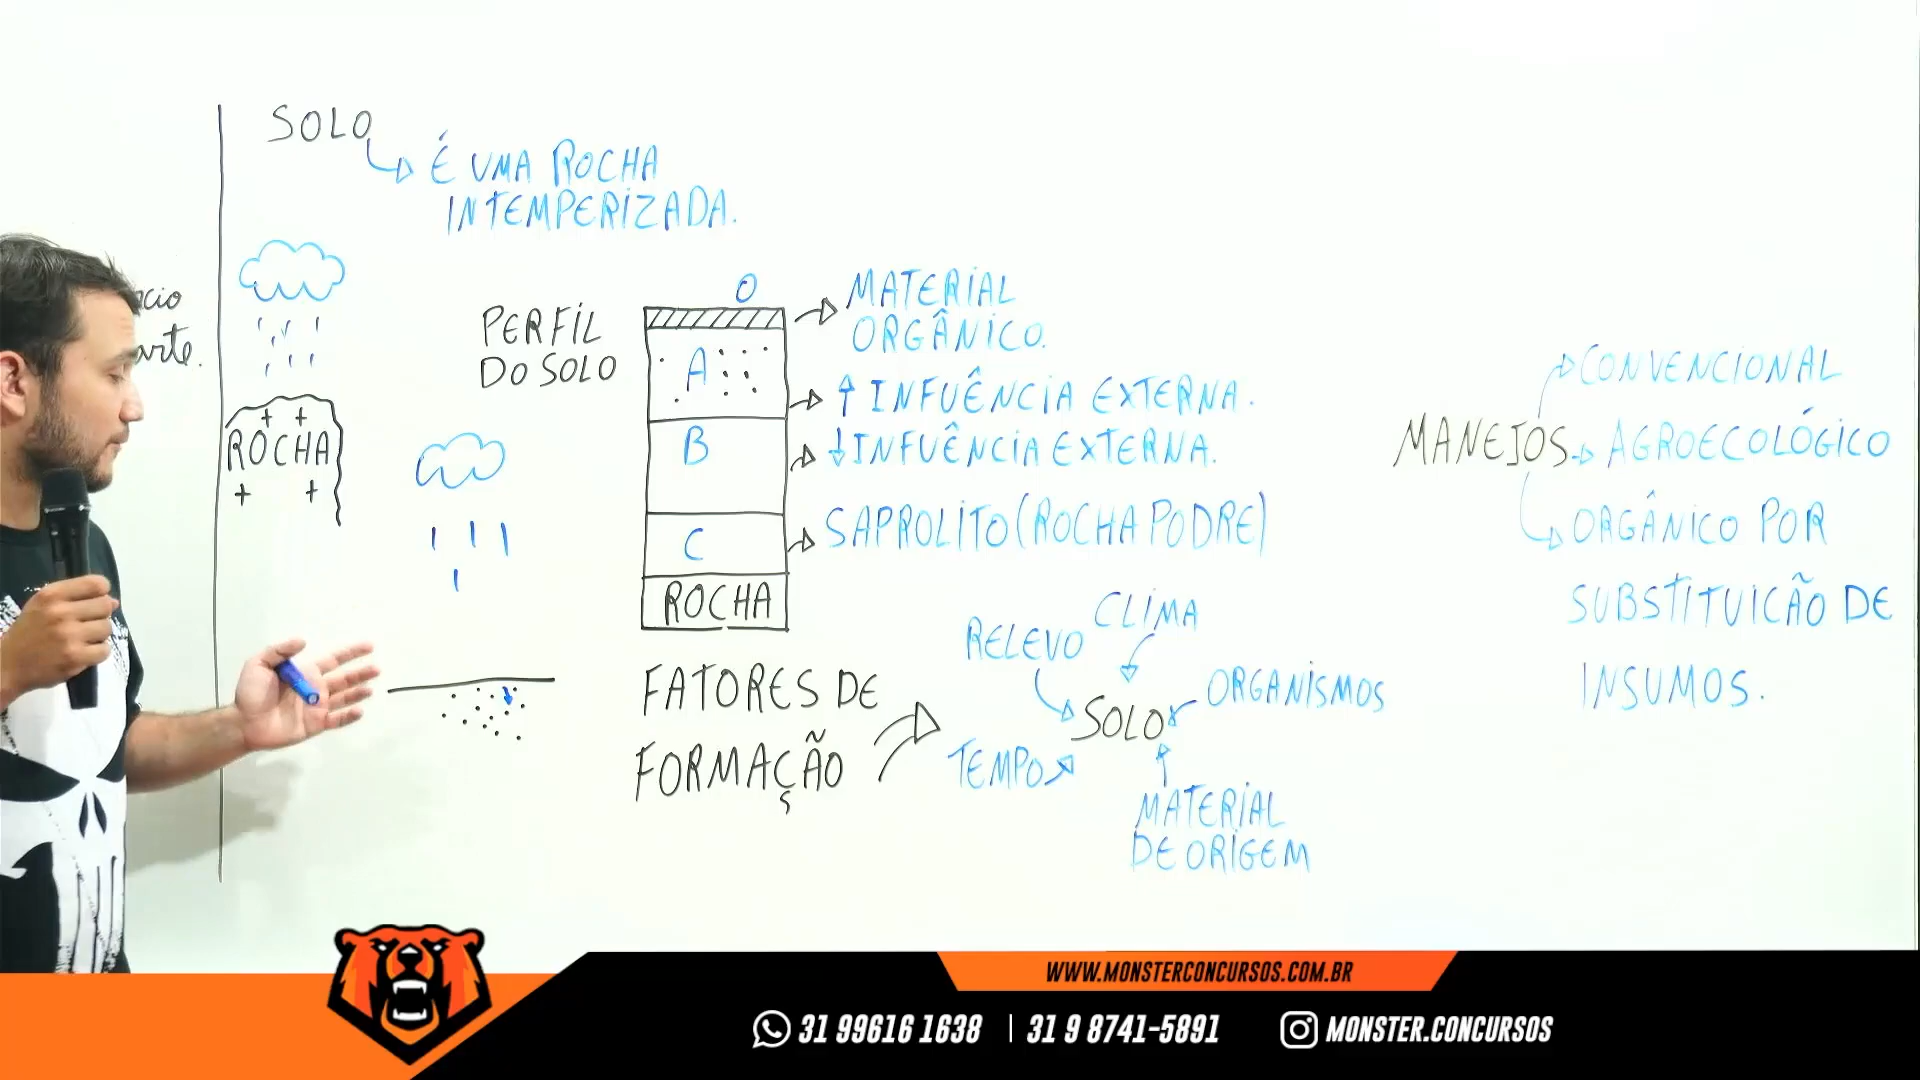 SOLO
É UMA ROCHA
INTEMPERIZADA.
arte.
ROCHA
PERFIL
DO SOLO
O
A
B
C
ROCHA
MATERIAL
ORGÂNICO.
↑ INFUÊNCIA EXTERNA.
↓ INFUÊNCIA EXTERNA.
SAPROLITO (ROCHA PODRE)
FATORES DE
FORMAÇÃO
RELEVO
CLIMA
ORGANISMOS
SOLO
TEMPO
MATERIAL
DE ORIGEM
MANEJOS
CONVENCIONAL
AGROECOLÓGICO
ORGÂNICO POR
SUBSTITUICÃO DE
INSUMOS.
WWW.MONSTERCONCURSOS.COM.BR
31 99616 1638 | 31 9 8741-5891
MONSTER.CONCURSOS